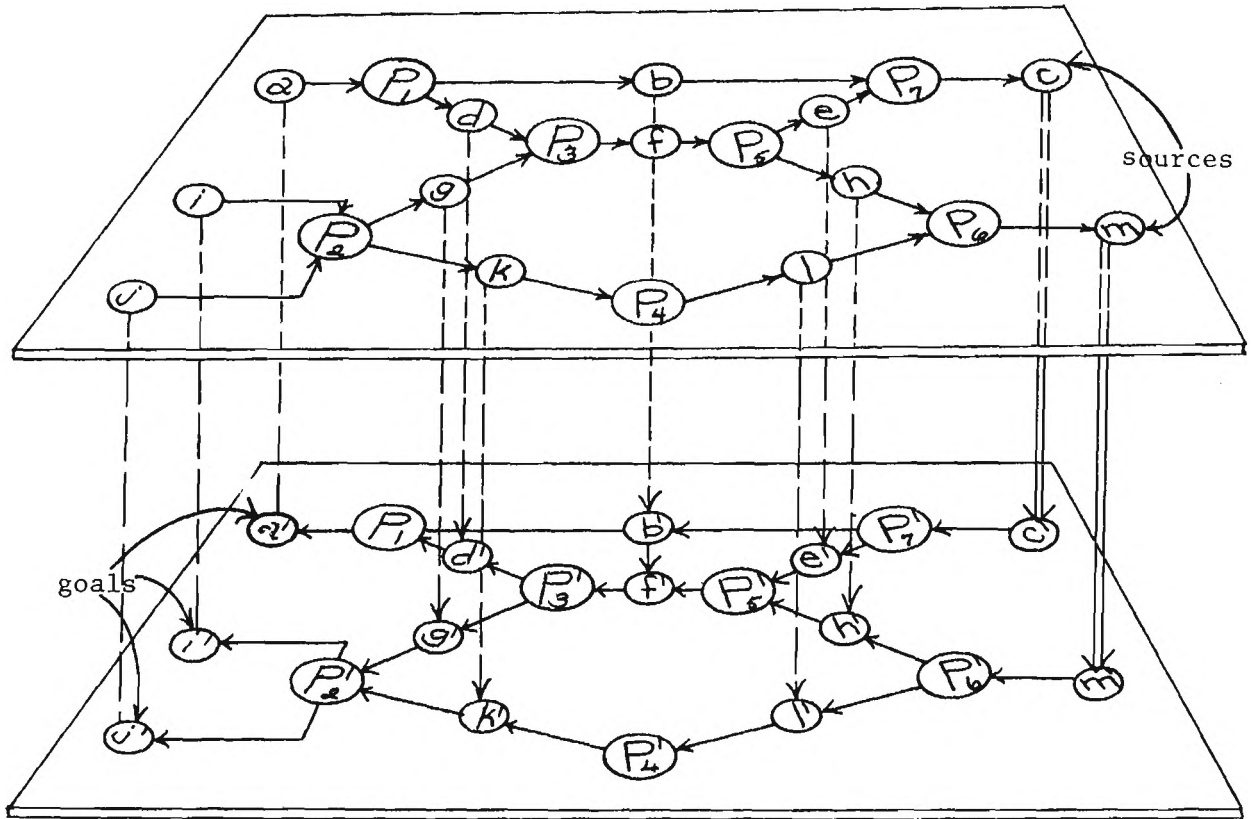 a P1 b P7 c
d P3 f P5 e
sources
i g h
P2 P6 m
j k P4 l
a' P1 b' P7' c'
d' P3' f' P5' e'
goals
i' g' h'
P2' P6' m
j' k' P4' l'